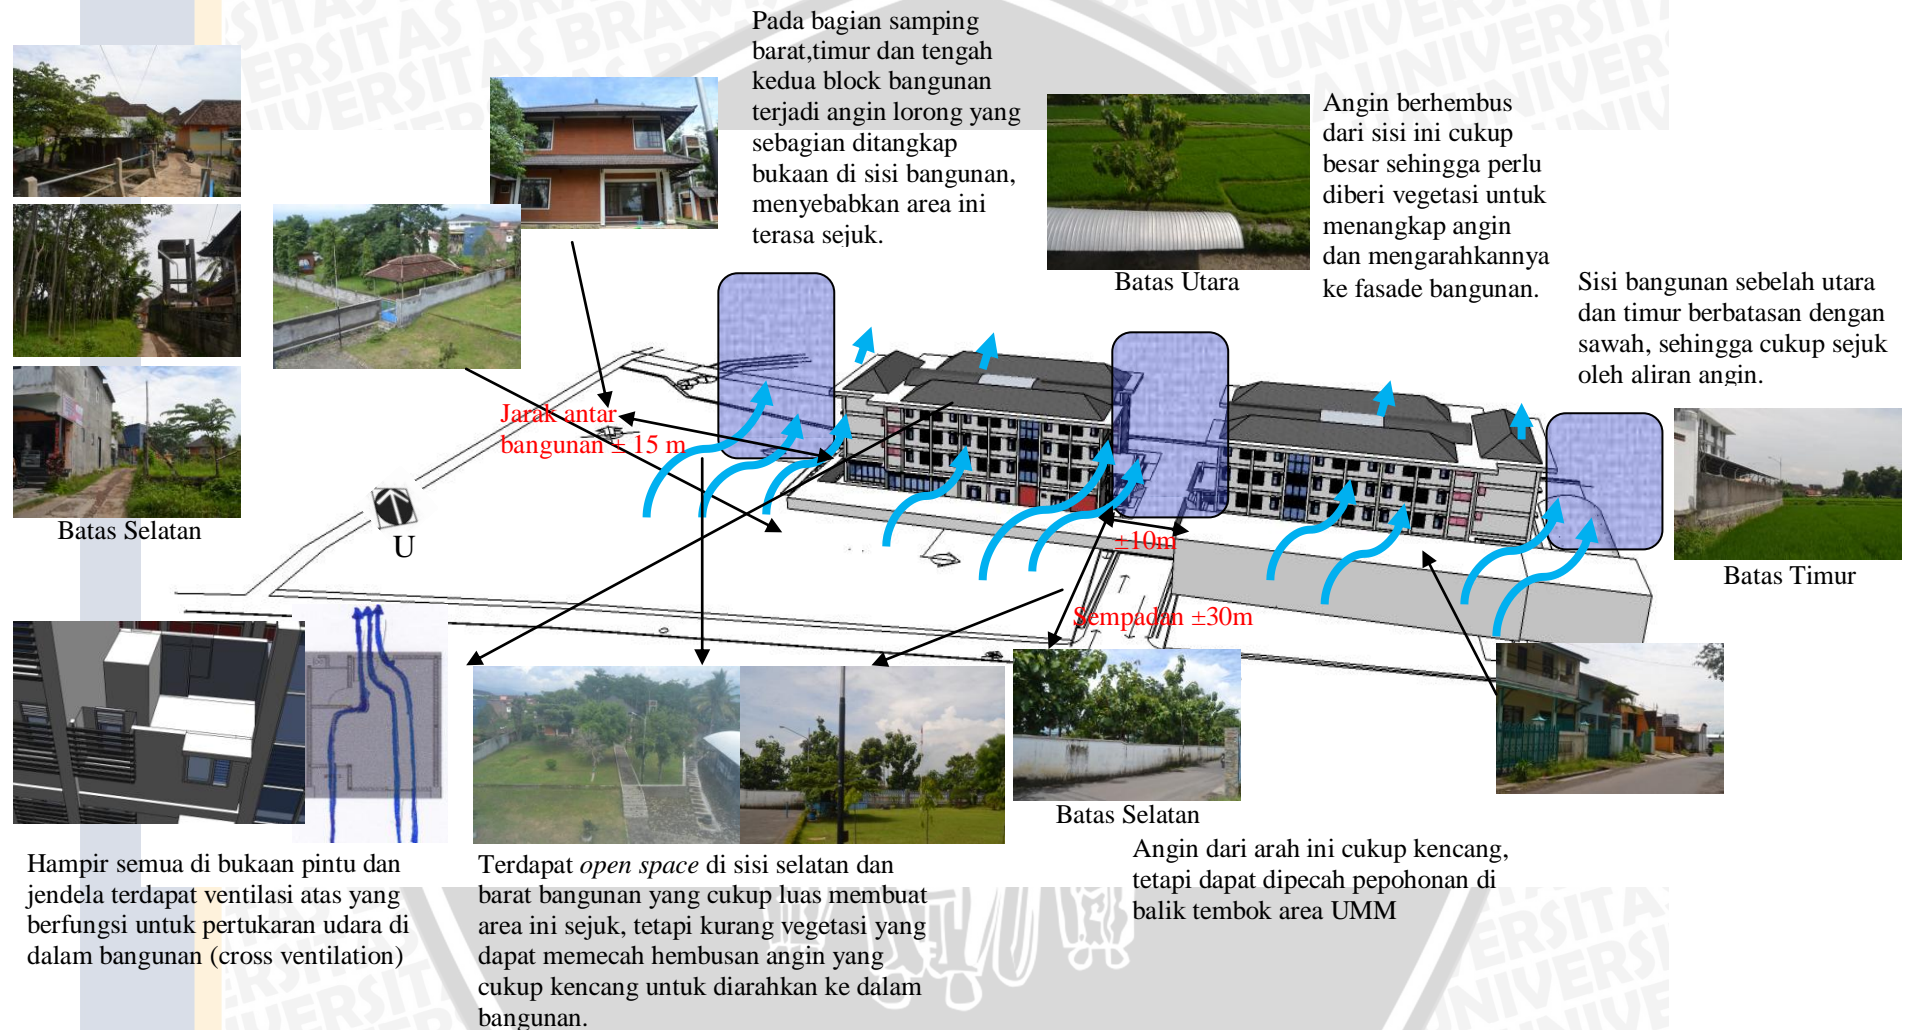 Pada bagian samping
barat,timur dan tengah
kedua block bangunan
terjadi angin lorong yang
sebagian ditangkap
bukaan di sisi bangunan,
menyebabkan area ini
terasa sejuk.
Batas Utara
Angin berhembus
dari sisi ini cukup
besar sehingga perlu
diberi vegetasi untuk
menangkap angin
dan mengarahkannya
ke fasade bangunan.
Sisi bangunan sebelah utara
dan timur berbatasan dengan
sawah, sehingga cukup sejuk
oleh aliran angin.
Jarak antar
bangunan ± 15 m
Batas Selatan
U
±10m
Batas Timur
Sempadan ±30m
Batas Selatan
Hampir semua di bukaan pintu dan
jendela terdapat ventilasi atas yang
berfungsi untuk pertukaran udara di
dalam bangunan (cross ventilation)
Terdapat open space di sisi selatan dan
barat bangunan yang cukup luas membuat
area ini sejuk, tetapi kurang vegetasi yang
dapat memecah hembusan angin yang
cukup kencang untuk diarahkan ke dalam
bangunan.
Angin dari arah ini cukup kencang,
tetapi dapat dipecah pepohonan di
balik tembok area UMM